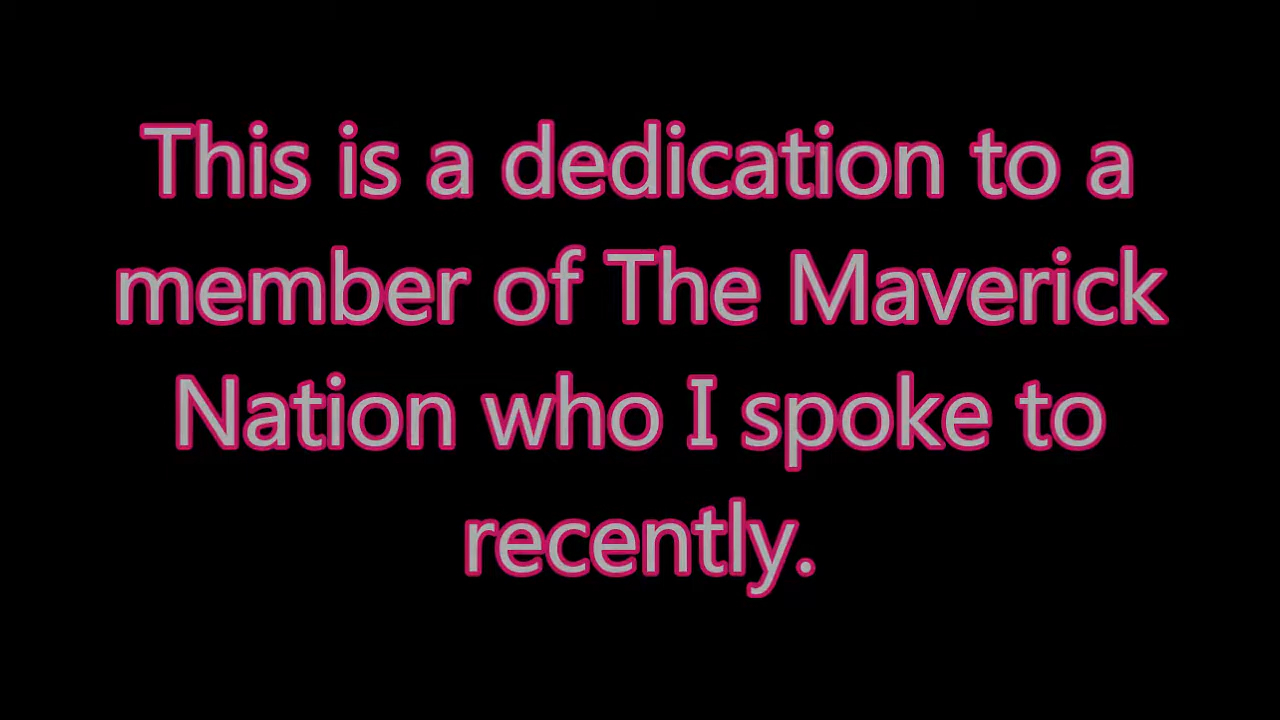 This is a dedication to a
member of The Maverick
Nation who I spoke to
recently.